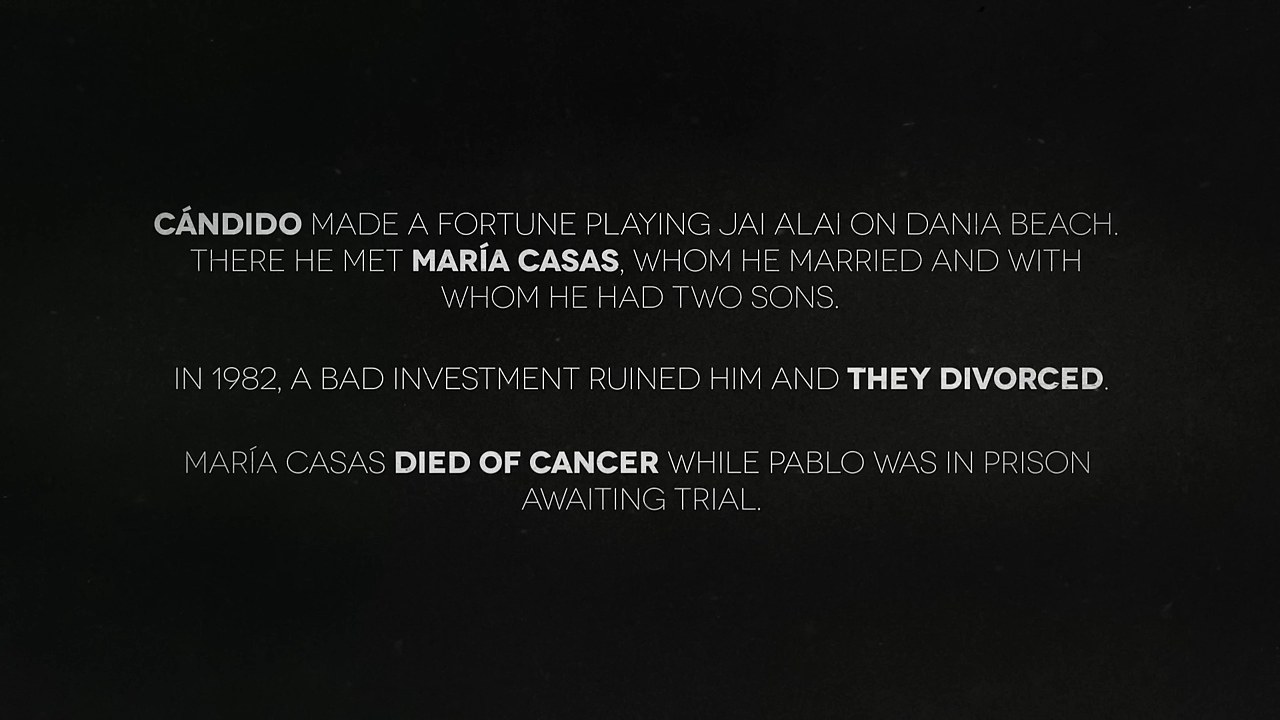 CÁNDIDO MADE A FORTUNE PLAYING JAI ALAI ON DANIA BEACH.
THERE HE MET MARÍA CASAS, WHOM HE MARRIED AND WITH
WHOM HE HAD TWO SONS.
IN 1982, A BAD INVESTMENT RUINED HIM AND THEY DIVORCED.
MARÍA CASAS DIED OF CANCER WHILE PABLO WAS IN PRISON
AWAITING TRIAL.